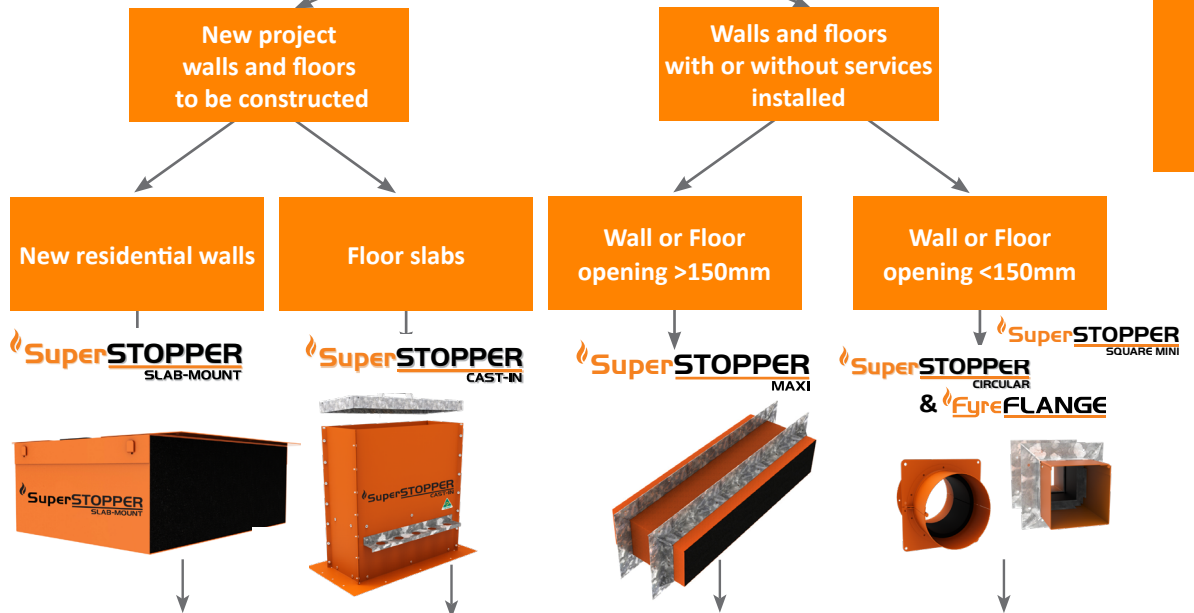 New project
walls and floors
to be constructed
Walls and floors
with or without services
installed
New residential walls
Floor slabs
Wall or Floor
opening >150mm
Wall or Floor
opening <150mm
SuperSTOPPER
SLAB-MOUNT
SuperSTOPPER
CAST-IN
SuperSTOPPER
MAXI
SuperSTOPPER
SQUARE MINI
SuperSTOPPER
CIRCULAR
& FyreFLANGE
SuperSTOPPER
SLAB-MOUNT
SuperSTOPPER
CAST-IN